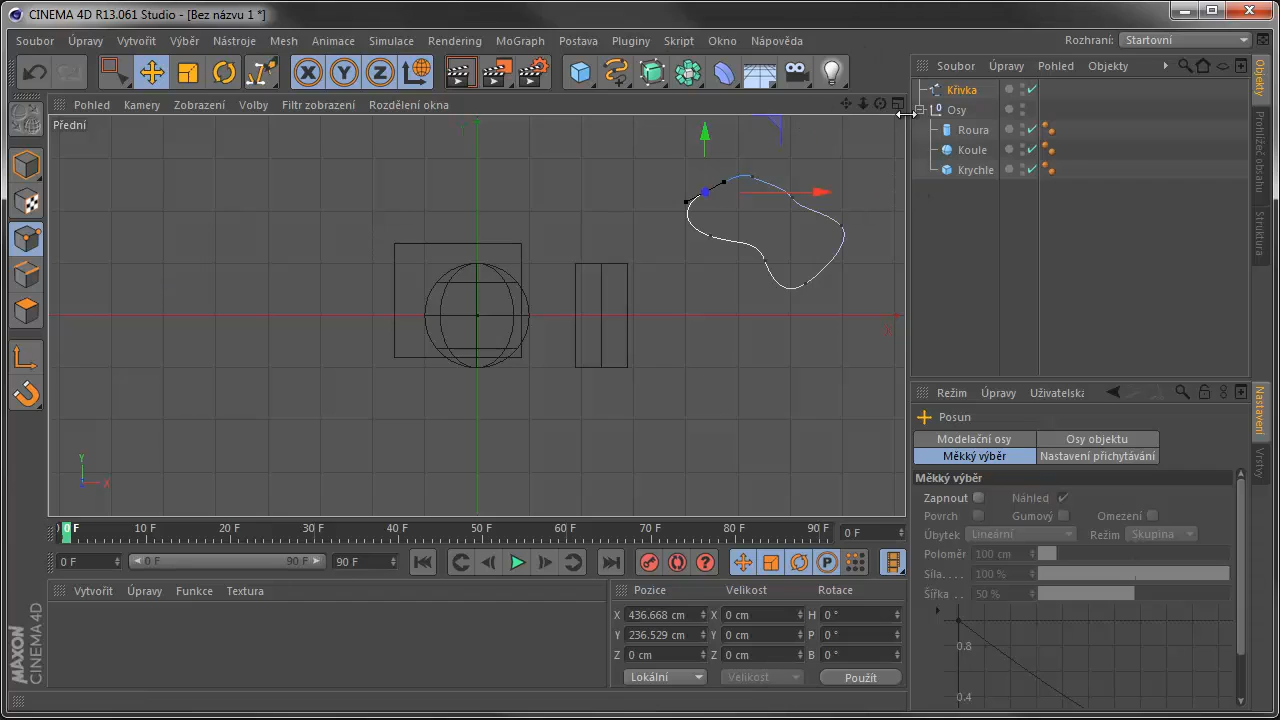 CINEMA 4D R13.061 Studio - [Bez názvu 1 *]
Soubor Úpravy Vytvořit Výběr Nástroje Mesh Animace Simulace Rendering MoGraph Postava Pluginy Skript Okno Nápověda Rozhraní: Startovní
Soubor Úpravy Pohled Objekty
Pohled Kamery Zobrazení Volby Filtr zobrazení Rozdělení okna
Přední
Křivka
Osy
Roura
Koule
Krychle
Objekty
Prohlížeč obsahu
Struktura
Y
X
Režim Úpravy Uživatelská
Posun
Modelační osy Osy objektu
Měkký výběr Nastavení přichytávání
Měkký výběr
Zapnout Náhled
Povrch Gumový Omezení
Úbytek Lineární Režim Skupina
Poloměr 100 cm
Síla. . . . 100 %
Šířka . . 50 %
0.8
0.4
Nastavení
Vrstvy
0 F 10 F 20 F 30 F 40 F 50 F 60 F 70 F 80 F 90 F 0 F
0 F 0 F 90 F 90 F
Vytvořit Úpravy Funkce Textura
Pozice Velikost Rotace
X 436.668 cm X 0 cm H 0 °
Y 236.529 cm Y 0 cm P 0 °
Z 0 cm Z 0 cm B 0 °
Lokální Velikost Použít
MAXON
CINEMA 4D